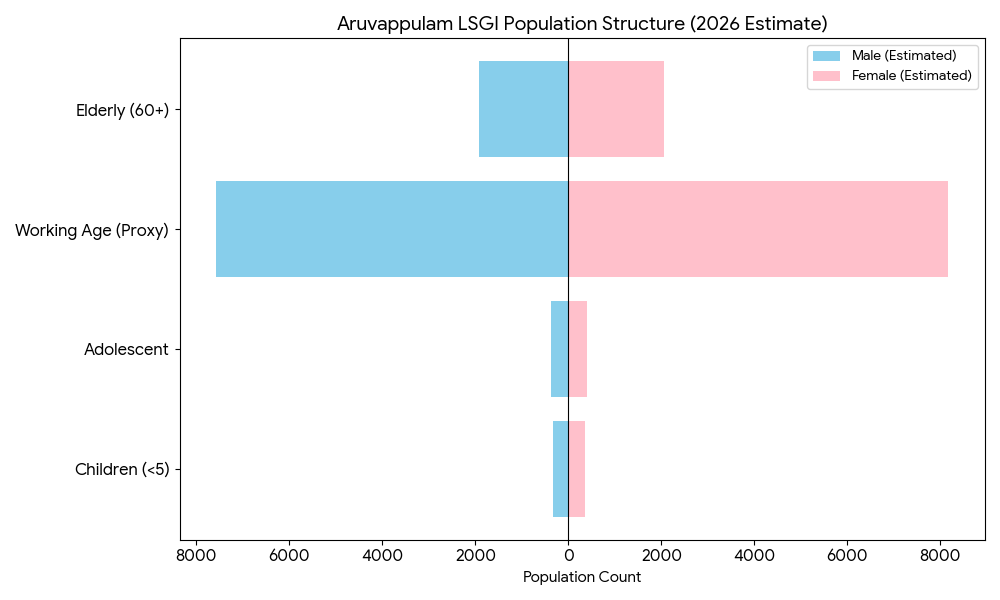 Aruvappulam LSGI Population Structure (2026 Estimate)
Male (Estimated)
Female (Estimated)
Elderly (60+)
Working Age (Proxy)
Adolescent
Children (<5)
8000 6000 4000 2000 0 2000 4000 6000 8000
Population Count